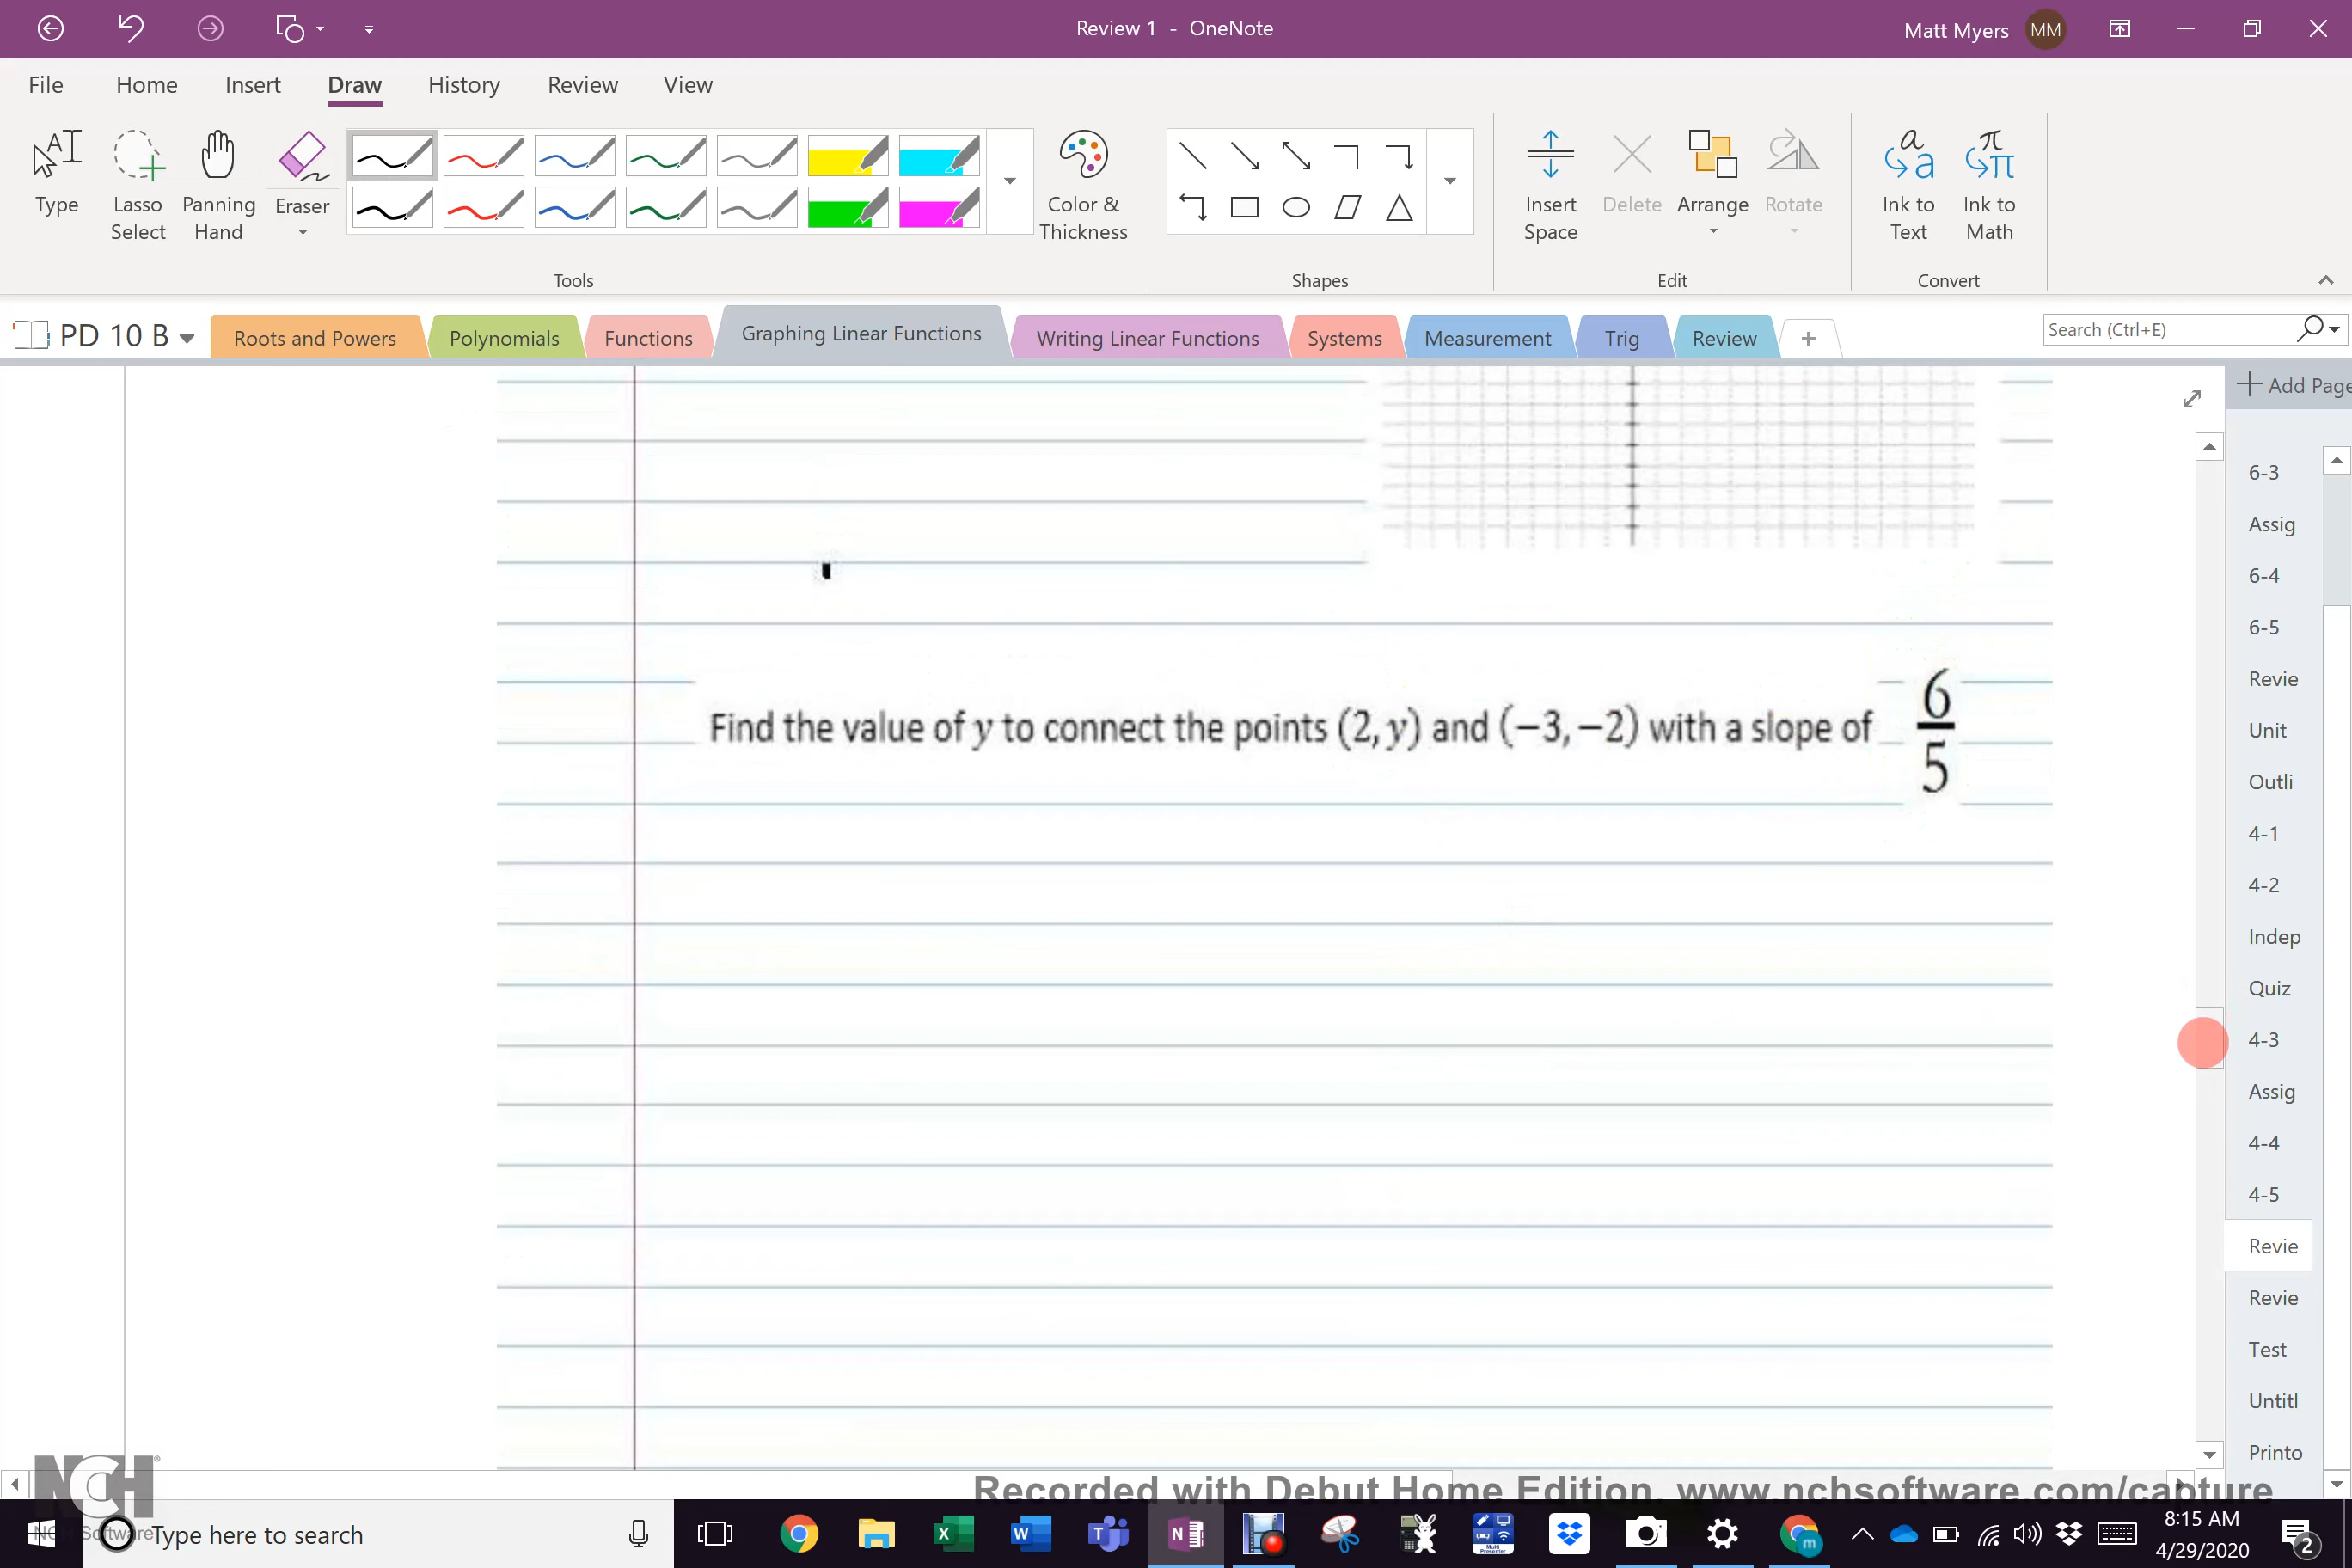 Review 1 - OneNote
Matt Myers MM
File Home Insert Draw History Review View
Type Lasso Select Panning Hand Eraser Color & Thickness Insert Space Delete Arrange Rotate Ink to Text Ink to Math
Tools Shapes Edit Convert
PD 10 B Roots and Powers Polynomials Functions Graphing Linear Functions Writing Linear Functions Systems Measurement Trig Review + Search (Ctrl+E)
Add Page
6-3
Assig
6-4
6-5
Revie
Unit
Outli
4-1
4-2
Indep
Quiz
4-3
Assig
4-4
4-5
Revie
Revie
Test
Untitl
Printo
Find the value of y to connect the points (2, y) and (−3, −2) with a slope of 6/5
NCH
NCH Software
Recorded with Debut Home Edition. www.nchsoftware.com/capture
Type here to search
8:15 AM
4/29/2020
2